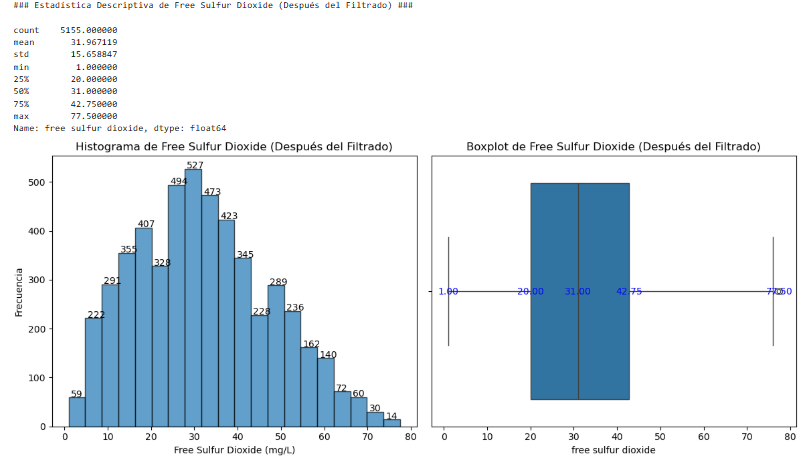 ### Estadística Descriptiva de Free Sulfur Dioxide (Después del Filtrado) ###
count 5155.000000
mean 31.967119
std 15.658847
min 1.000000
25% 20.000000
50% 31.000000
75% 42.750000
max 77.500000
Name: free sulfur dioxide, dtype: float64
Histograma de Free Sulfur Dioxide (Después del Filtrado)
Frecuencia
500
400
300
200
100
0
59
222
291
355
407
328
494
527
473
423
345
228
289
236
162
140
72
60
30
14
0 10 20 30 40 50 60 70 80
Free Sulfur Dioxide (mg/L)
Boxplot de Free Sulfur Dioxide (Después del Filtrado)
1.00 20.00 31.00 42.75 77.50
0 10 20 30 40 50 60 70 80
free sulfur dioxide